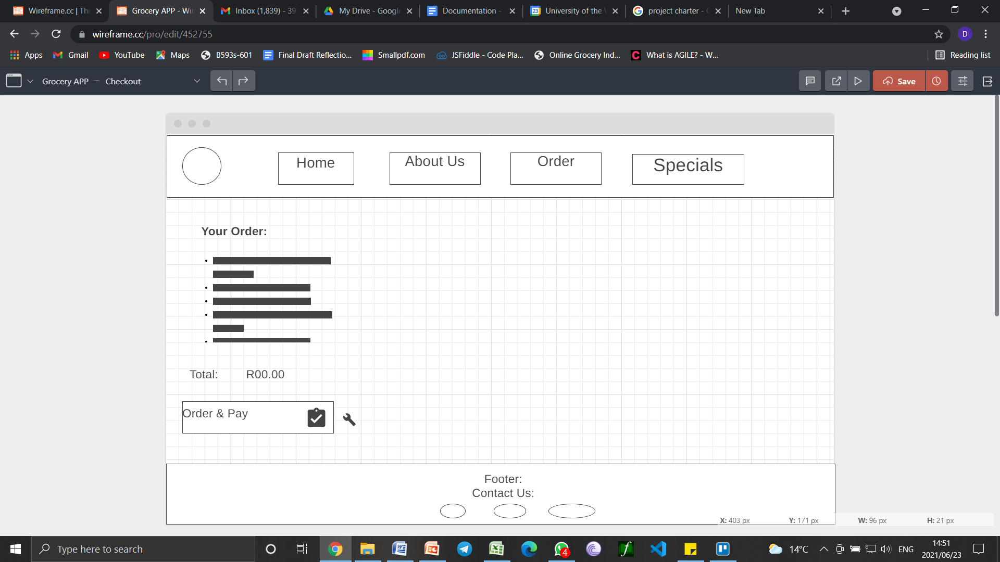 Wireframe.cc | The
Grocery APP - Wir
Inbox (1,839) - 39
My Drive - Google
Documentation -
University of the
project charter -
New Tab
wireframe.cc/pro/edit/452755
D
Apps
Gmail
YouTube
Maps
B593s-601
Final Draft Reflectio...
Smallpdf.com
JSFiddle - Code Pla...
Online Grocery Ind...
What is AGILE? - W...
Reading list
Grocery APP – Checkout
Save
Home
About Us
Order
Specials
Your Order:
Total: R00.00
Order & Pay
Footer:
Contact Us:
X: 403 px Y: 171 px W: 96 px H: 21 px
Type here to search
4
14°C
ENG
14:51
2021/06/23